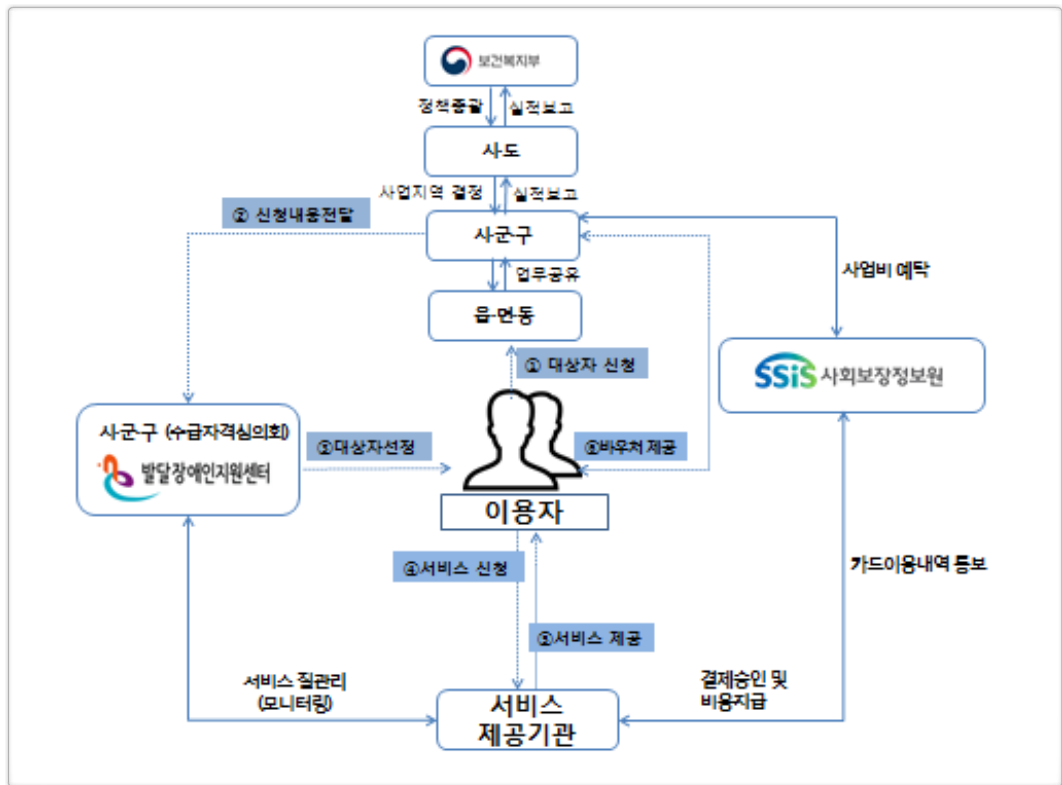 보건복지부
정책총괄 실적보고
시·도
사업지역 결정 실적보고
② 신청내용전달
시·군·구
사업비 예탁
업무공유
읍·면·동
① 대상자 신청
SSiS 사회보장정보원
시·군·구 (수급자격심의회)
발달장애인지원센터
③대상자선정
⑥바우처 제공
이용자
④서비스 신청
카드이용내역 통보
⑤서비스 제공
서비스 질관리
(모니터링)
결제승인 및
비용지급
서비스
제공기관